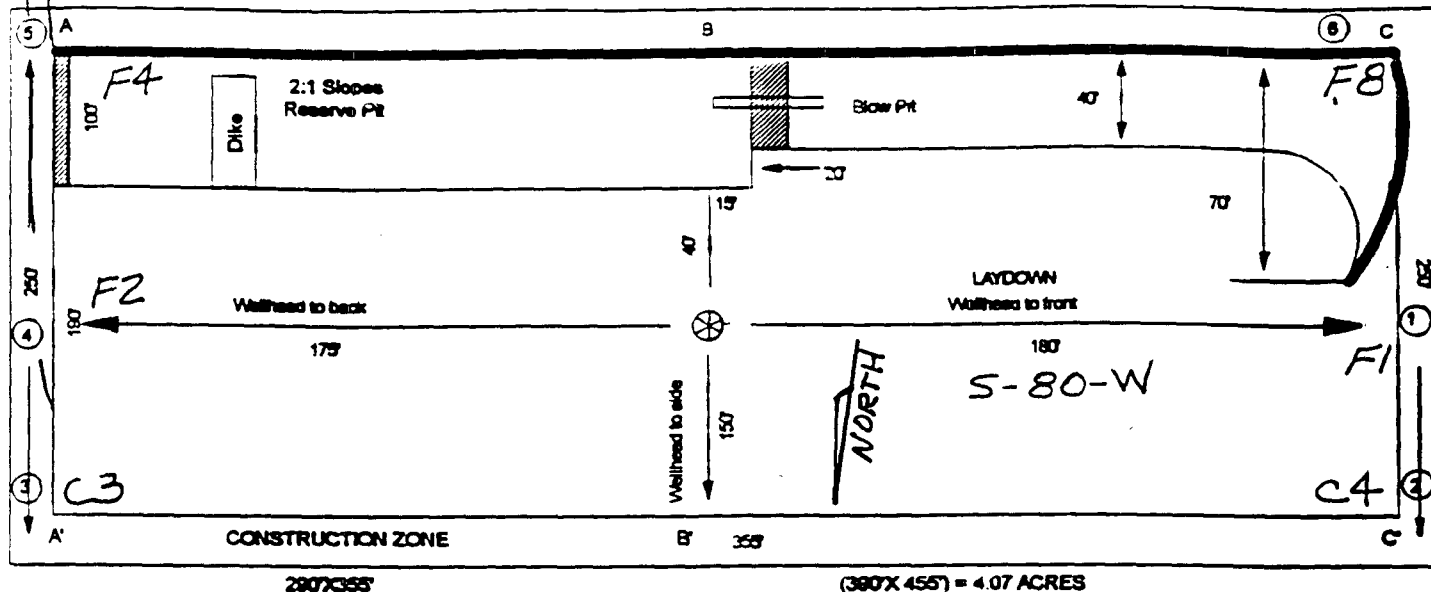 A B C
5 6
F4 F8
100'
Dike
2:1 Slopes
Reserve Pit
Blow Pit
40'
20'
15'
40'
70'
250'
250'
LAYDOWN
F2
190'
Wellhead to back
Wellhead to front
4
1
175'
180'
F1
S-80-W
NORTH
Wellhead to side
150'
3
C3
C4
2
A' B' 355' C'
CONSTRUCTION ZONE
290'X355'
(390'X 455') = 4.07 ACRES